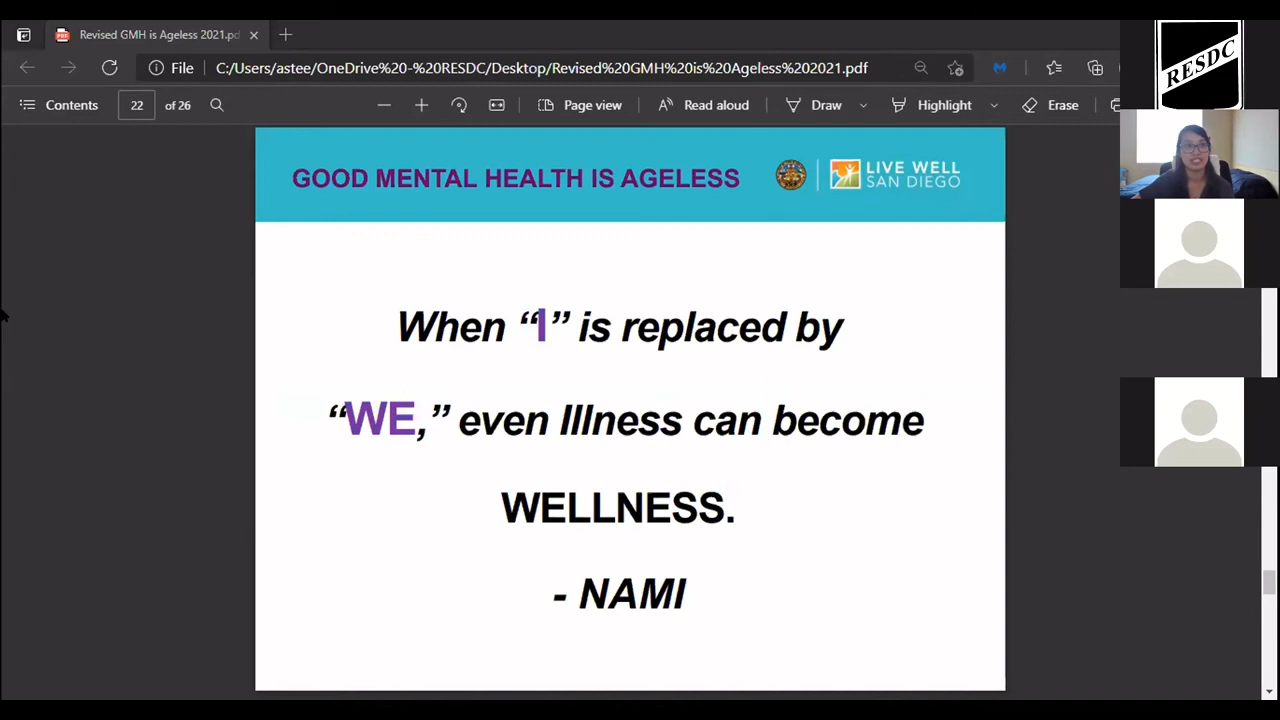 Revised GMH is Ageless 2021.pd
File
C:/Users/astee/OneDrive%20-%20RESDC/Desktop/Revised%20GMH%20is%20Ageless%202021.pdf
Contents
22 of 26
Page view
Read aloud
Draw
Highlight
Erase
RESDC
GOOD MENTAL HEALTH IS AGELESS
LIVE WELL
SAN DIEGO
When “I” is replaced by
“WE,” even Illness can become
WELLNESS.
- NAMI